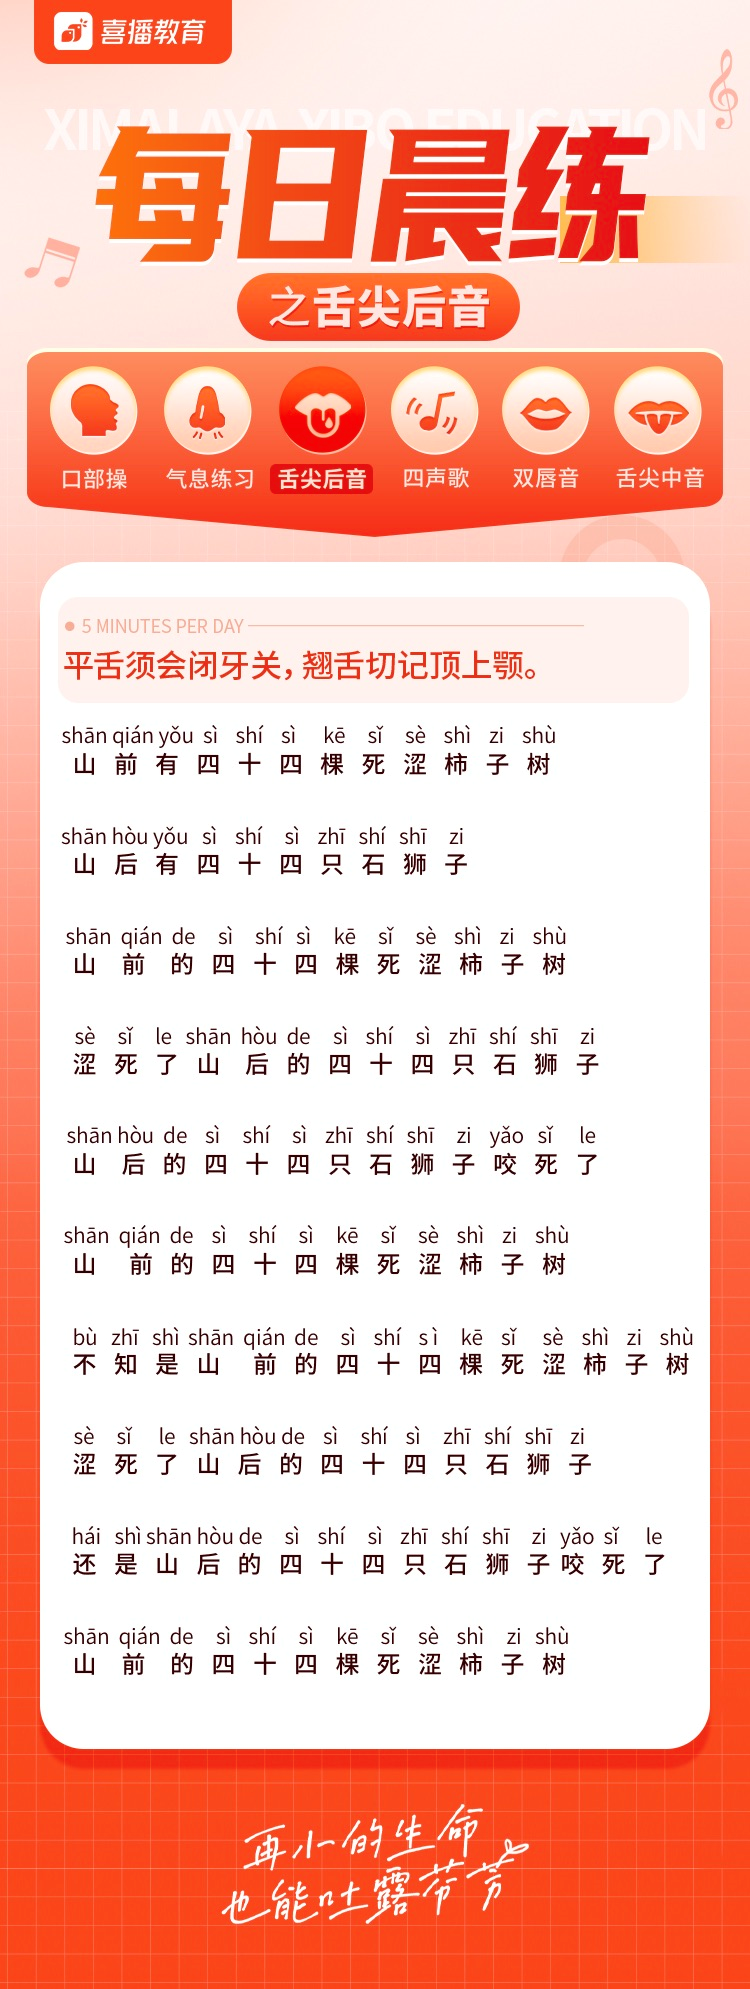 喜播教育
XIMALAYA XIBO EDUCATION
每日晨练
之舌尖后音
口部操 气息练习 舌尖后音 四声歌 双唇音 舌尖中音
5 MINUTES PER DAY
平舌须会闭牙关，翘舌切记顶上颚。
shān qián yǒu sì shí sì kē sǐ sè shì zi shù
山前有四十四棵死涩柿子树
shān hòu yǒu sì shí sì zhī shí shī zi
山后有四十四只石狮子
shān qián de sì shí sì kē sǐ sè shì zi shù
山前的四十四棵死涩柿子树
sè sǐ le shān hòu de sì shí sì zhī shí shī zi
涩死了山后的四十四只石狮子
shān hòu de sì shí sì zhī shí shī zi yǎo sǐ le
山后的四十四只石狮子咬死了
shān qián de sì shí sì kē sǐ sè shì zi shù
山前的四十四棵死涩柿子树
bù zhī shì shān qián de sì shí sì kē sǐ sè shì zi shù
不知是山前的四十四棵死涩柿子树
sè sǐ le shān hòu de sì shí sì zhī shí shī zi
涩死了山后的四十四只石狮子
hái shì shān hòu de sì shí sì zhī shí shī zi yǎo sǐ le
还是山后的四十四只石狮子咬死了
shān qián de sì shí sì kē sǐ sè shì zi shù
山前的四十四棵死涩柿子树
再小的生命
也能吐露芬芳